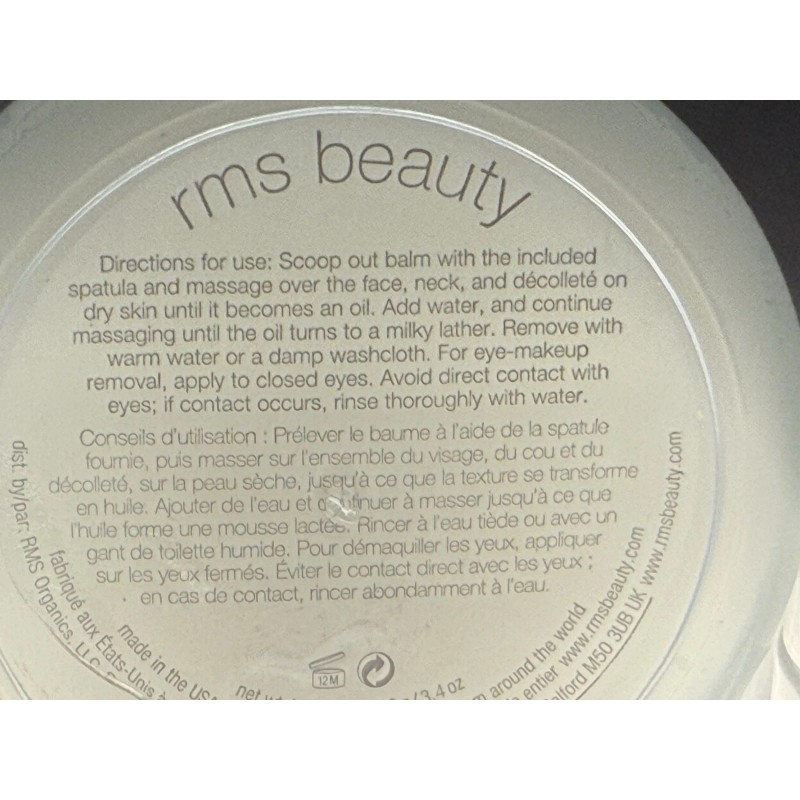 rms beauty
Directions for use: Scoop out balm with the included
spatula and massage over the face, neck, and décolleté on
dry skin until it becomes an oil. Add water, and continue
massaging until the oil turns to a milky lather. Remove with
warm water or a damp washcloth. For eye-makeup
removal, apply to closed eyes. Avoid direct contact with
eyes; if contact occurs, rinse thoroughly with water.
Conseils d'utilisation : Prélever le baume à l'aide de la spatule
fournie, puis masser sur l'ensemble du visage, du cou et du
décolleté, sur la peau sèche, jusqu'à ce que la texture se transforme
en huile. Ajouter de l'eau et continuer à masser jusqu'à ce que
l'huile forme une mousse lactée. Rincer à l'eau tiède ou avec un
gant de toilette humide. Pour démaquiller les yeux, appliquer
sur les yeux fermés. Éviter le contact direct avec les yeux ;
en cas de contact, rincer abondamment à l'eau.
dist. by/par: RMS Organics, LLC
fabriqué aux États-Unis à
made in the USA
net
12M
3.4 oz
around the world
entier www.rmsbeauty.com
M50 3UB UK www.rmsbeauty.com